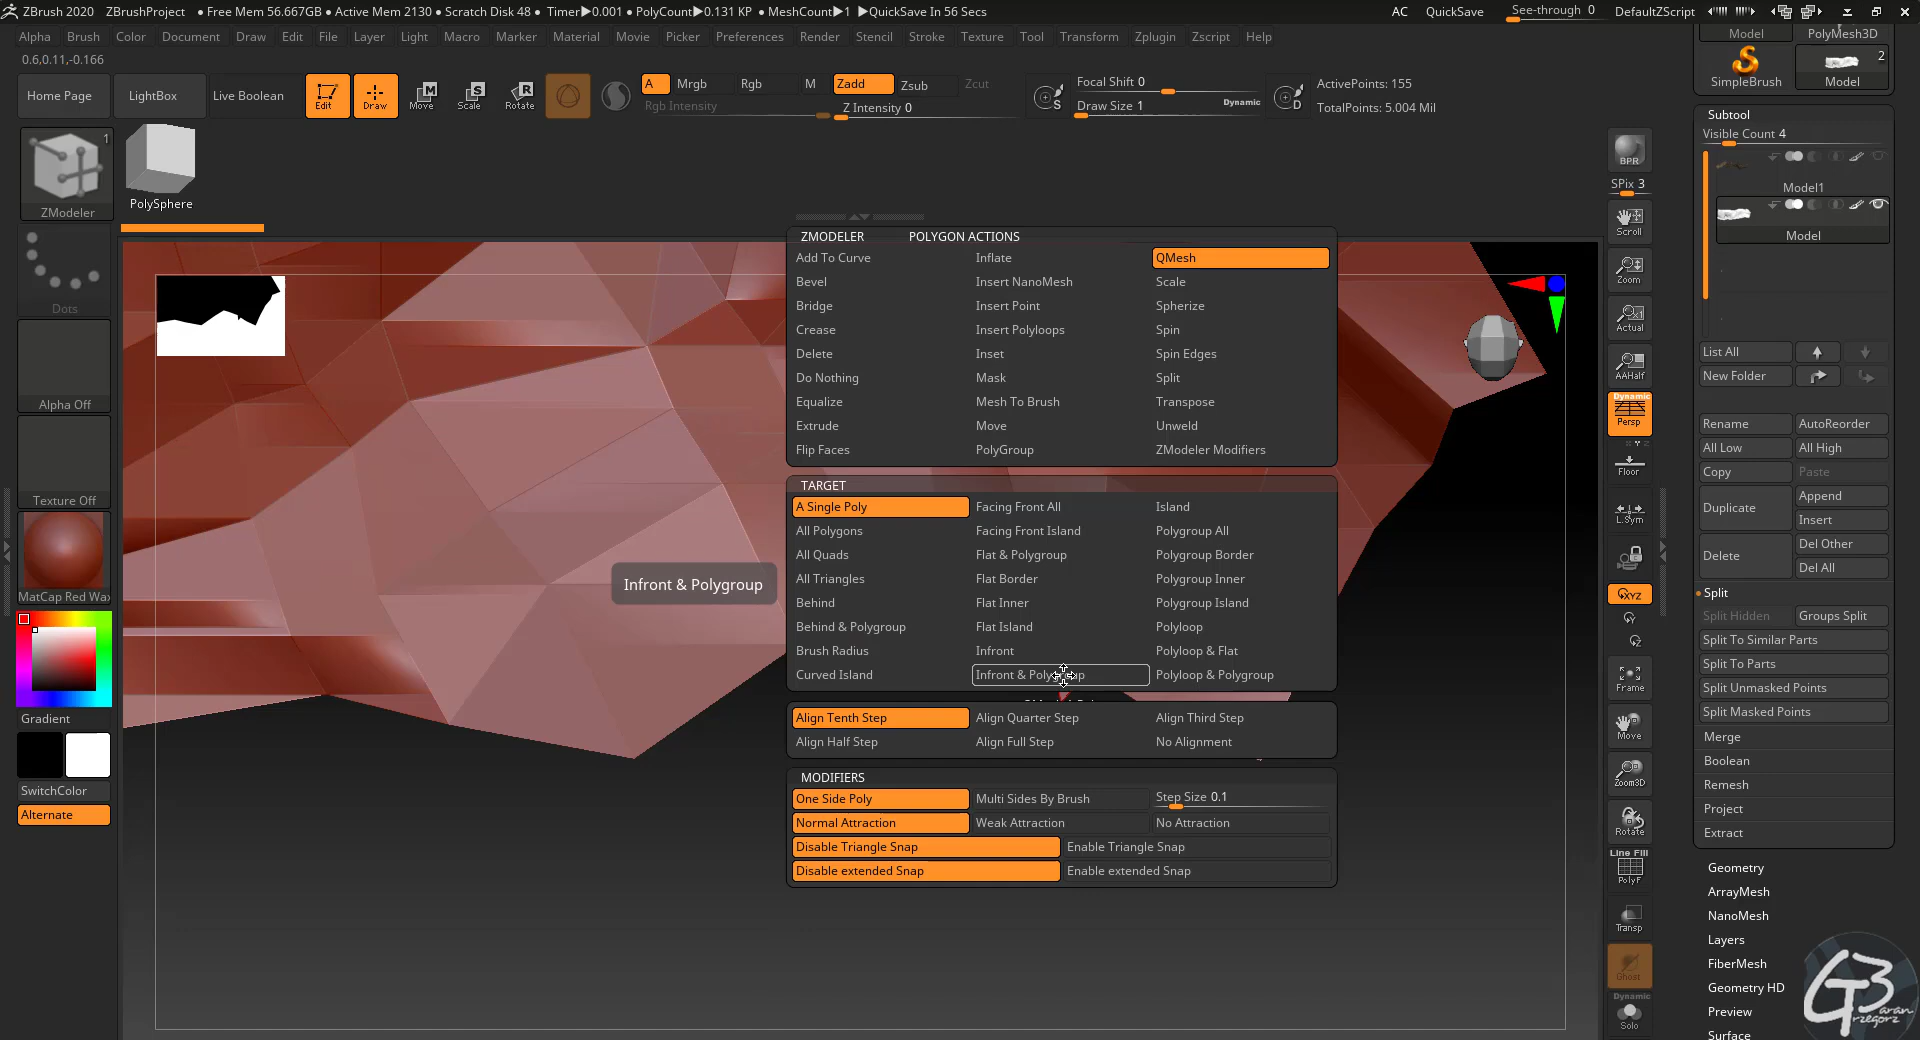 ZBrush 2020 ZBrushProject • Free Mem 56.667GB • Active Mem 2130 • Scratch Disk 48 • Timer▶0.001 • PolyCount▶0.131 KP • MeshCount▶1 ▶QuickSave In 56 Secs AC QuickSave See-through 0 DefaultZScript
Alpha Brush Color Document Draw Edit File Layer Light Macro Marker Material Movie Picker Preferences Render Stencil Stroke Texture Tool Transform Zplugin Zscript Help
0.6,0.11,-0.166
Home Page LightBox Live Boolean Edit Draw Move Scale Rotate
A Mrgb Rgb M Zadd Zsub Zcut
Rgb Intensity Z Intensity 0
S Focal Shift 0
Draw Size 1 Dynamic
D ActivePoints: 155
TotalPoints: 5.004 Mil
1
ZModeler
PolySphere
Dots
Alpha Off
Texture Off
MatCap Red Wax
Gradient
SwitchColor
Alternate
ZMODELER POLYGON ACTIONS
Add To Curve Inflate QMesh
Bevel Insert NanoMesh Scale
Bridge Insert Point Spherize
Crease Insert Polyloops Spin
Delete Inset Spin Edges
Do Nothing Mask Split
Equalize Mesh To Brush Transpose
Extrude Move Unweld
Flip Faces PolyGroup ZModeler Modifiers
TARGET
A Single Poly Facing Front All Island
All Polygons Facing Front Island Polygroup All
All Quads Flat & Polygroup Polygroup Border
All Triangles Flat Border Polygroup Inner
Behind Flat Inner Polygroup Island
Behind & Polygroup Flat Island Polyloop
Brush Radius Infront Polyloop & Flat
Curved Island Infront & Polygroup Polyloop & Polygroup
Infront & Polygroup
Align Tenth Step Align Quarter Step Align Third Step
Align Half Step Align Full Step No Alignment
MODIFIERS
One Side Poly Multi Sides By Brush Step Size 0.1
Normal Attraction Weak Attraction No Attraction
Disable Triangle Snap Enable Triangle Snap
Disable extended Snap Enable extended Snap
BPR
SPix 3
Scroll
Zoom
Actual
AAHalf
Dynamic
Persp
Floor
L.Sym
XYZ
Frame
Move
Zoom3D
Rotate
Line Fill
PolyF
Transp
Ghost
Dynamic
Solo
Model PolyMesh3D
SimpleBrush 2 Model
Subtool
Visible Count 4
Model1
Model
List All
New Folder
Rename AutoReorder
All Low All High
Copy Paste
Duplicate Append
Insert
Delete Del Other
Del All
Split
Split Hidden Groups Split
Split To Similar Parts
Split To Parts
Split Unmasked Points
Split Masked Points
Merge
Boolean
Remesh
Project
Extract
Geometry
ArrayMesh
NanoMesh
Layers
FiberMesh
Geometry HD
Preview
Surface